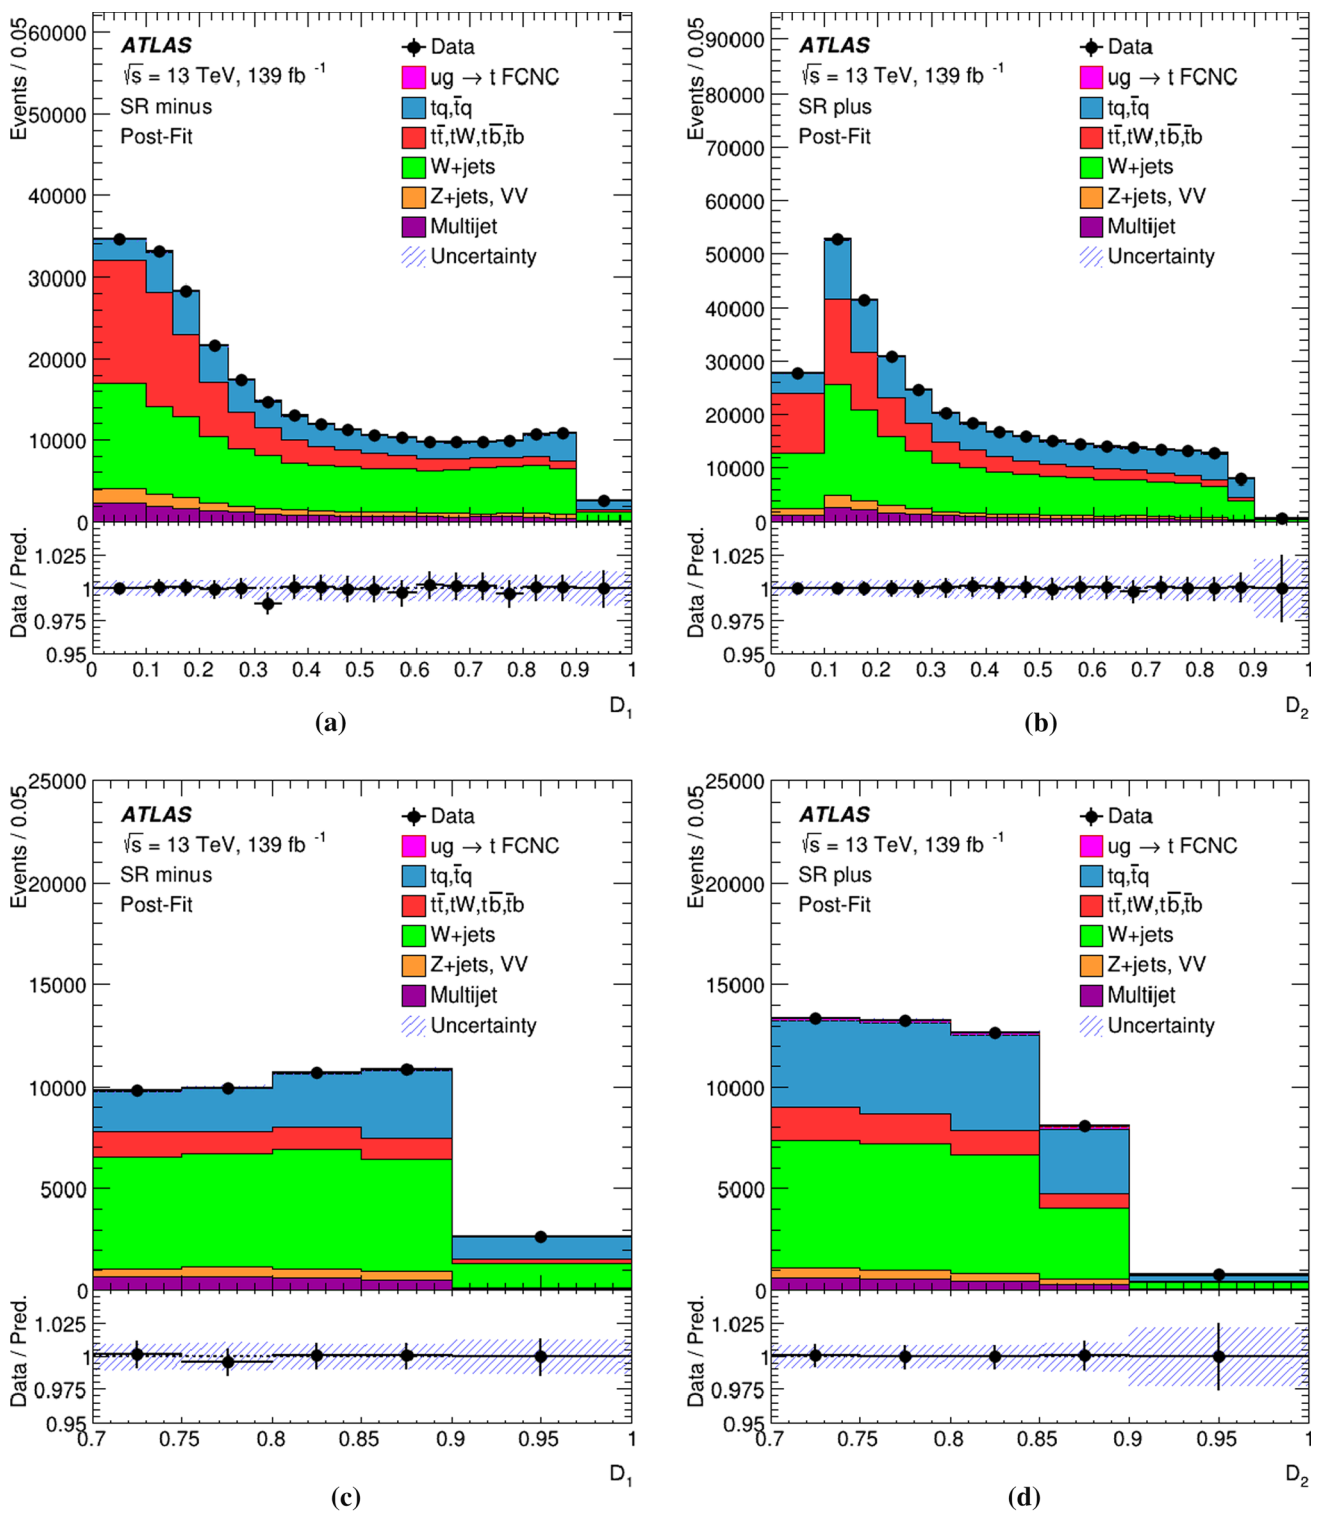 Events / 0.05
60000
50000
40000
30000
20000
10000
0
ATLAS
√s = 13 TeV, 139 fb⁻¹
SR minus
Post-Fit
Data
ug → t FCNC
tq,t̄q
tt̄,tW,tb̄,t̄b
W+jets
Z+jets, VV
Multijet
Uncertainty
Data / Pred.
1.025
1
0.975
0.95
0 0.1 0.2 0.3 0.4 0.5 0.6 0.7 0.8 0.9 1
D₁
(a)
Events / 0.05
90000
80000
70000
60000
50000
40000
30000
20000
10000
0
ATLAS
√s = 13 TeV, 139 fb⁻¹
SR plus
Post-Fit
Data
ug → t FCNC
tq,t̄q
tt̄,tW,tb̄,t̄b
W+jets
Z+jets, VV
Multijet
Uncertainty
Data / Pred.
1.025
1
0.975
0.95
0 0.1 0.2 0.3 0.4 0.5 0.6 0.7 0.8 0.9 1
D₂
(b)
Events / 0.05
25000
20000
15000
10000
5000
0
ATLAS
√s = 13 TeV, 139 fb⁻¹
SR minus
Post-Fit
Data
ug → t FCNC
tq,t̄q
tt̄,tW,tb̄,t̄b
W+jets
Z+jets, VV
Multijet
Uncertainty
Data / Pred.
1.025
1
0.975
0.95
0.7 0.75 0.8 0.85 0.9 0.95 1
D₁
(c)
Events / 0.05
25000
20000
15000
10000
5000
0
ATLAS
√s = 13 TeV, 139 fb⁻¹
SR plus
Post-Fit
Data
ug → t FCNC
tq,t̄q
tt̄,tW,tb̄,t̄b
W+jets
Z+jets, VV
Multijet
Uncertainty
Data / Pred.
1.025
1
0.975
0.95
0.7 0.75 0.8 0.85 0.9 0.95 1
D₂
(d)